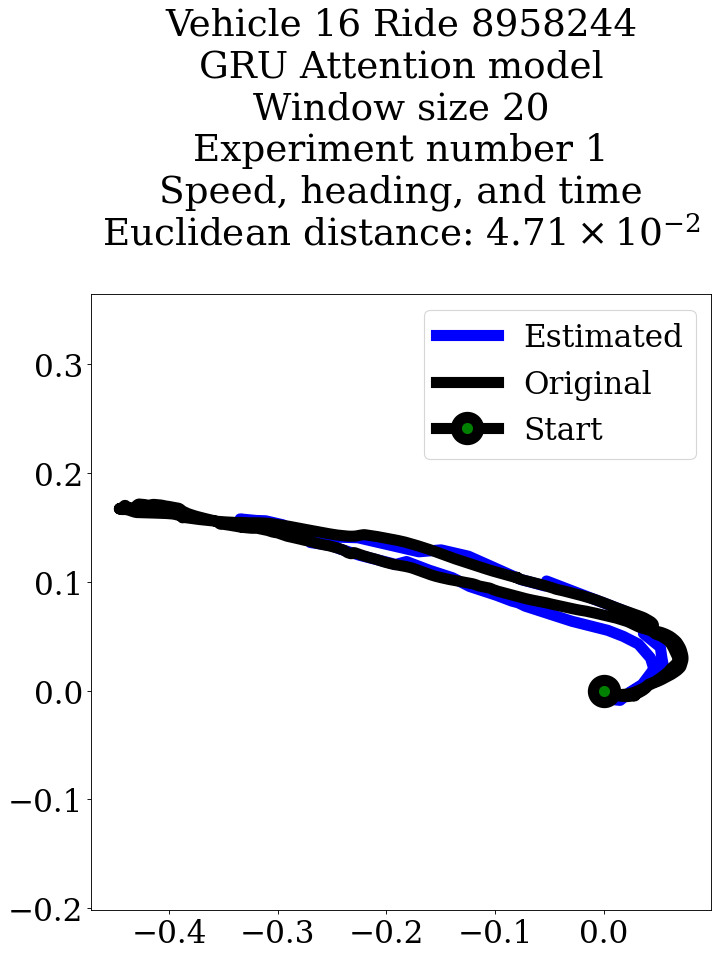 Vehicle 16 Ride 8958244
GRU Attention model
Window size 20
Experiment number 1
Speed, heading, and time
Euclidean distance: 4.71 × 10⁻²
Estimated
Original
Start
0.3
0.2
0.1
0.0
−0.1
−0.2
−0.4 −0.3 −0.2 −0.1 0.0